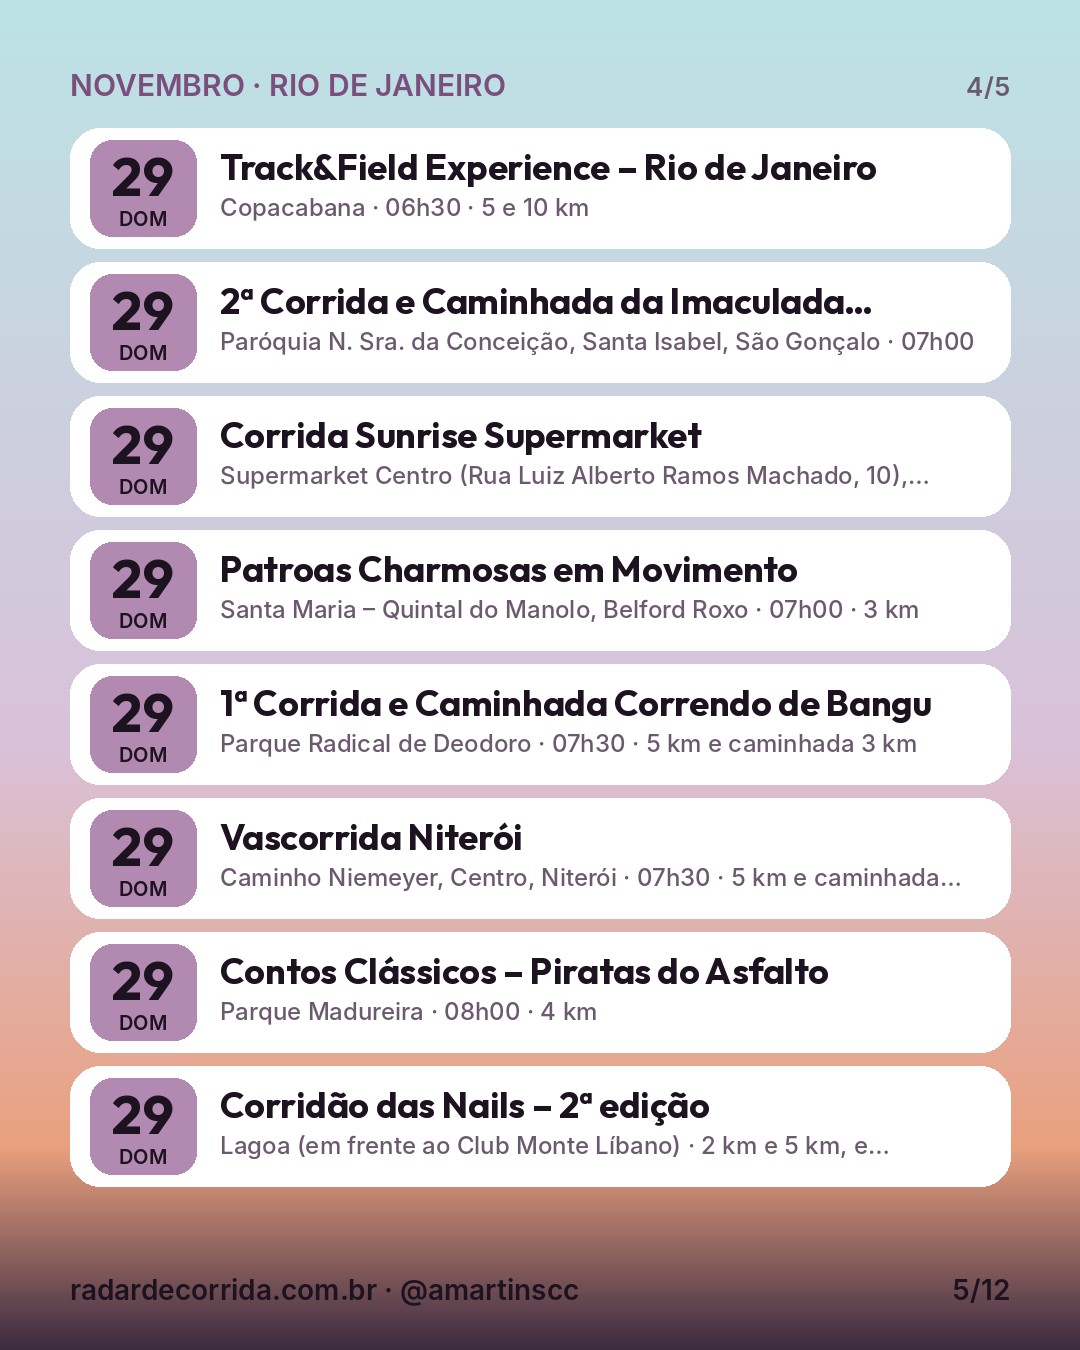 NOVEMBRO · RIO DE JANEIRO
4/5
29
DOM
Track&Field Experience – Rio de Janeiro
Copacabana · 06h30 · 5 e 10 km
29
DOM
2ª Corrida e Caminhada da Imaculada...
Paróquia N. Sra. da Conceição, Santa Isabel, São Gonçalo · 07h00
29
DOM
Corrida Sunrise Supermarket
Supermarket Centro (Rua Luiz Alberto Ramos Machado, 10),...
29
DOM
Patroas Charmosas em Movimento
Santa Maria – Quintal do Manolo, Belford Roxo · 07h00 · 3 km
29
DOM
1ª Corrida e Caminhada Correndo de Bangu
Parque Radical de Deodoro · 07h30 · 5 km e caminhada 3 km
29
DOM
Vascorrida Niterói
Caminho Niemeyer, Centro, Niterói · 07h30 · 5 km e caminhada...
29
DOM
Contos Clássicos – Piratas do Asfalto
Parque Madureira · 08h00 · 4 km
29
DOM
Corridão das Nails – 2ª edição
Lagoa (em frente ao Club Monte Líbano) · 2 km e 5 km, e...
radardecorrida.com.br · @amartinscc
5/12